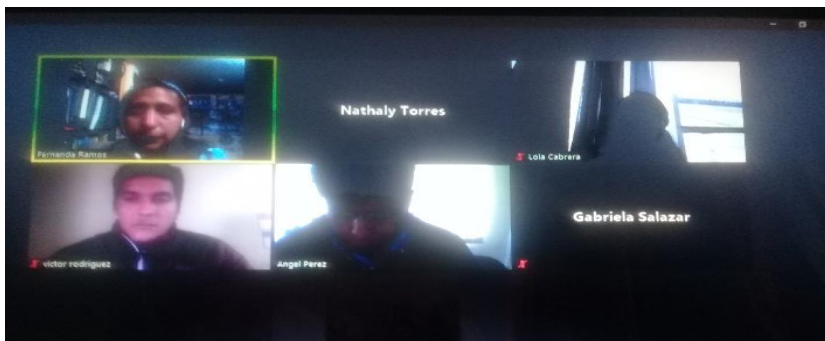 Nathaly Torres
Fernanda Ramos
Lola Cabrera
Gabriela Salazar
victor rodriguez
Angel Perez